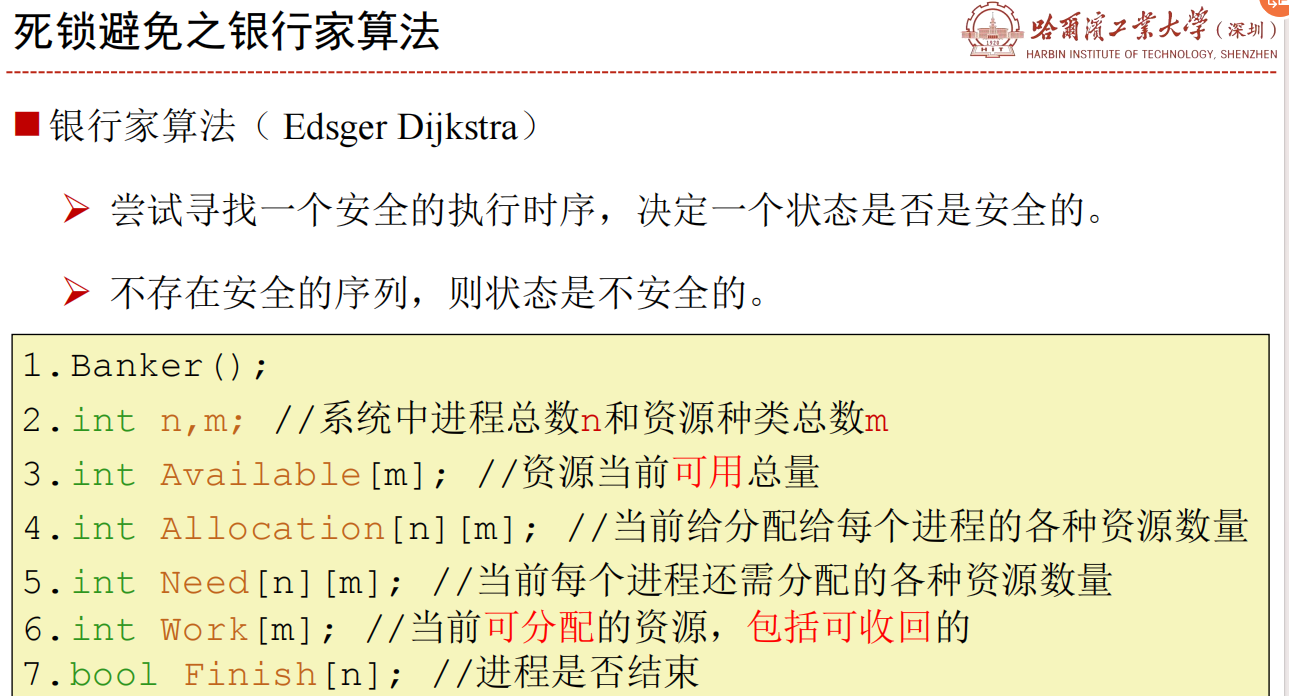 死锁避免之银行家算法
哈爾濱工業大學(深圳)
HARBIN INSTITUTE OF TECHNOLOGY, SHENZHEN
1920
HIT
银行家算法（ Edsger Dijkstra）
尝试寻找一个安全的执行时序，决定一个状态是否是安全的。
不存在安全的序列，则状态是不安全的。
1.Banker();
2.int n,m; //系统中进程总数n和资源种类总数m
3.int Available[m]; //资源当前可用总量
4.int Allocation[n][m]; //当前给分配给每个进程的各种资源数量
5.int Need[n][m]; //当前每个进程还需分配的各种资源数量
6.int Work[m]; //当前可分配的资源，包括可收回的
7.bool Finish[n]; //进程是否结束